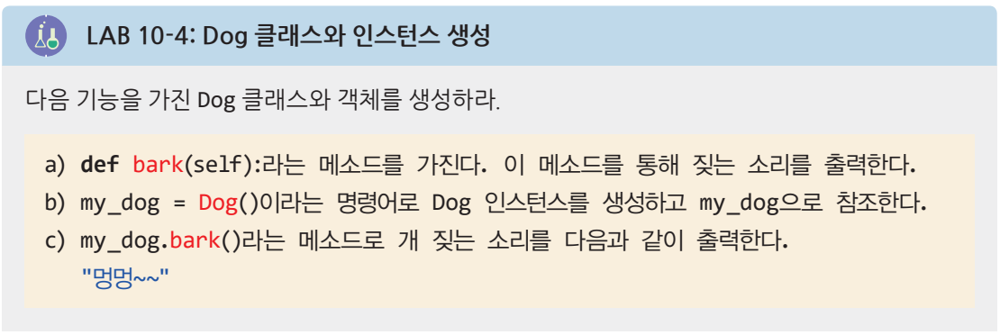 LAB 10-4: Dog 클래스와 인스턴스 생성
다음 기능을 가진 Dog 클래스와 객체를 생성하라.
a) def bark(self):라는 메소드를 가진다. 이 메소드를 통해 짖는 소리를 출력한다.
b) my_dog = Dog()이라는 명령어로 Dog 인스턴스를 생성하고 my_dog으로 참조한다.
c) my_dog.bark()라는 메소드로 개 짖는 소리를 다음과 같이 출력한다.
"멍멍~~"